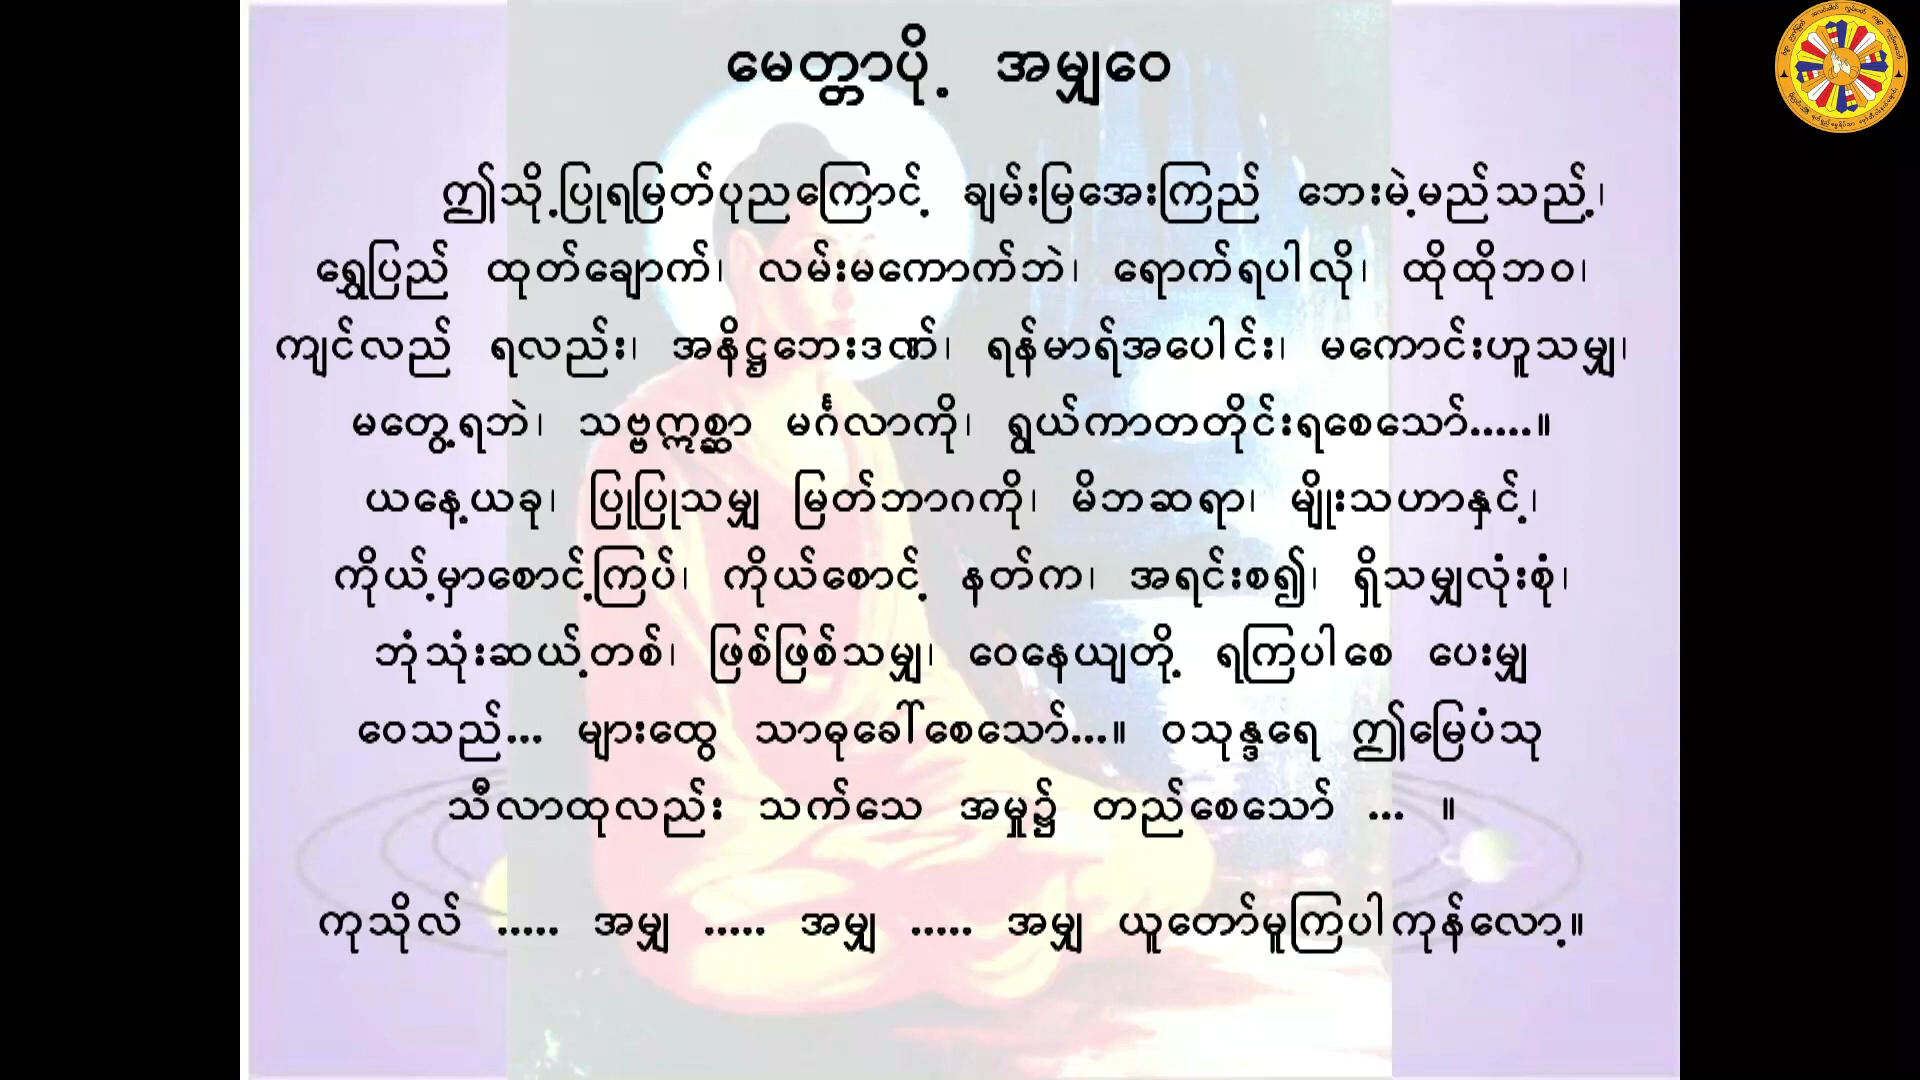 မေတ္တာပို့ အမျှဝေ
ဤသို့ပြုရမြတ်ပုညကြောင့် ချမ်းမြအေးကြည် ဘေးမဲ့မည်သည့်၊
ရွှေပြည် ထုတ်ချောက်၊ လမ်းမကောက်ဘဲ၊ ရောက်ရပါလို၊ ထိုထိုဘဝ၊
ကျင်လည် ရလည်း၊ အနိဋ္ဌဘေးဒဏ်၊ ရန်မာရ်အပေါင်း၊ မကောင်းဟူသမျှ၊
မတွေ့ရဘဲ၊ သဗ္ဗဣစ္ဆာ မင်္ဂလာကို၊ ရွယ်ကာတတိုင်းရစေသော်.....။
ယနေ့ယခု၊ ပြုပြုသမျှ မြတ်ဘာဂကို၊ မိဘဆရာ၊ မျိုးသဟာနှင့်၊
ကိုယ့်မှာစောင့်ကြပ်၊ ကိုယ်စောင့် နတ်က၊ အရင်းစ၍၊ ရှိသမျှလုံးစုံ၊
ဘုံသုံးဆယ့်တစ်၊ ဖြစ်ဖြစ်သမျှ၊ ဝေနေယျတို့ ရကြပါစေ ပေးမျှ
ဝေသည်... များထွေ သာဓုခေါ်စေသော်...။ ဝသုန္ဒရေ ဤမြေပံသု
သီလာထုလည်း သက်သေ အမှု၌ တည်စေသော် ... ။
ကုသိုလ် ..... အမျှ ..... အမျှ ..... အမျှ ယူတော်မူကြပါကုန်လော့။